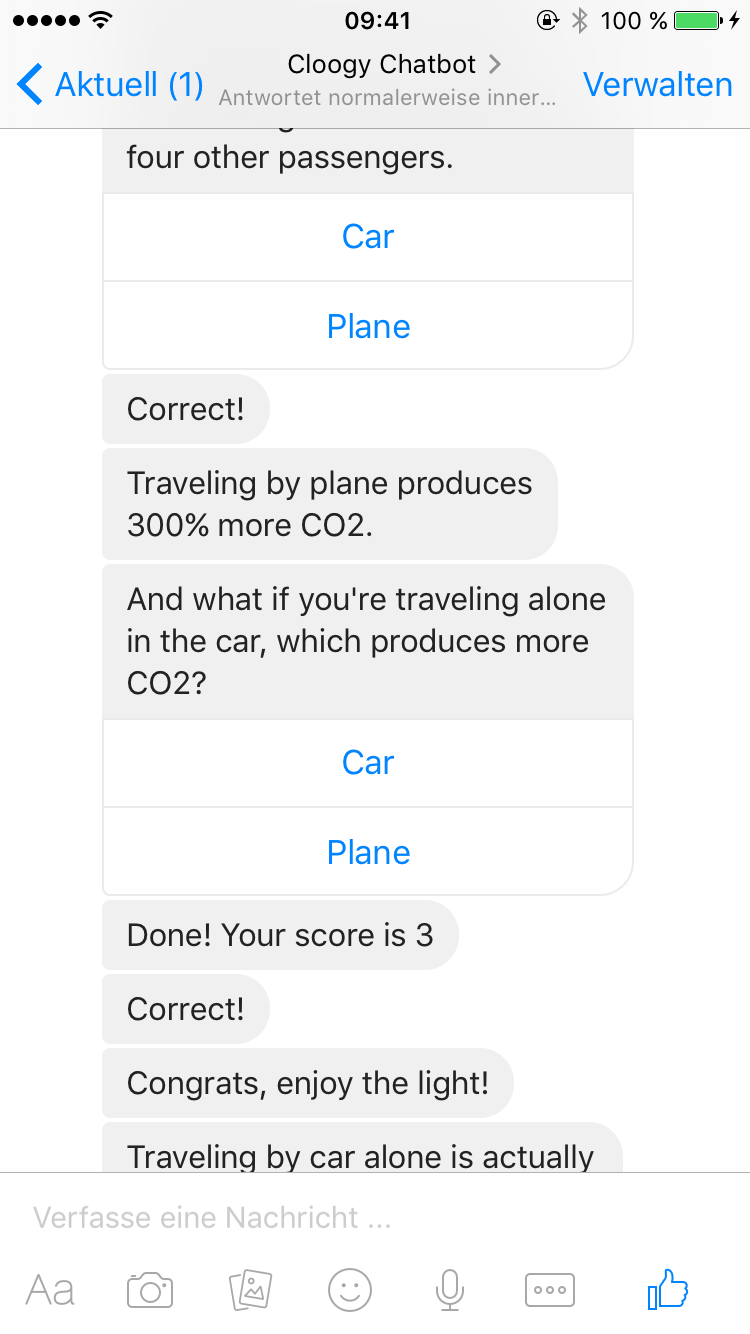 09:41
100 %
Aktuell (1)
Cloogy Chatbot
Verwalten
Antwortet normalerweise inner...
four other passengers.
Car
Plane
Correct!
Traveling by plane produces
300% more CO2.
And what if you're traveling alone
in the car, which produces more
CO2?
Car
Plane
Done! Your score is 3
Correct!
Congrats, enjoy the light!
Traveling by car alone is actually
Verfasse eine Nachricht ...
Aa